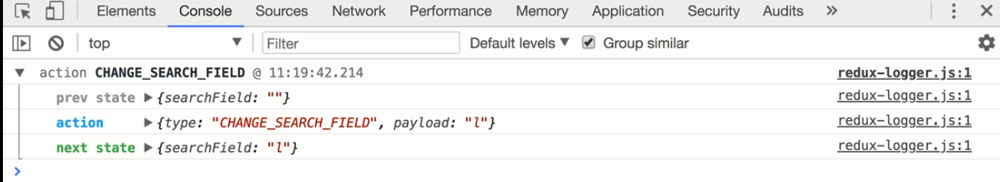 Elements Console Sources Network Performance Memory Application Security Audits »
top Filter Default levels Group similar
action CHANGE_SEARCH_FIELD @ 11:19:42.214 redux-logger.js:1
prev state {searchField: ""} redux-logger.js:1
action {type: "CHANGE_SEARCH_FIELD", payload: "l"} redux-logger.js:1
next state {searchField: "l"} redux-logger.js:1